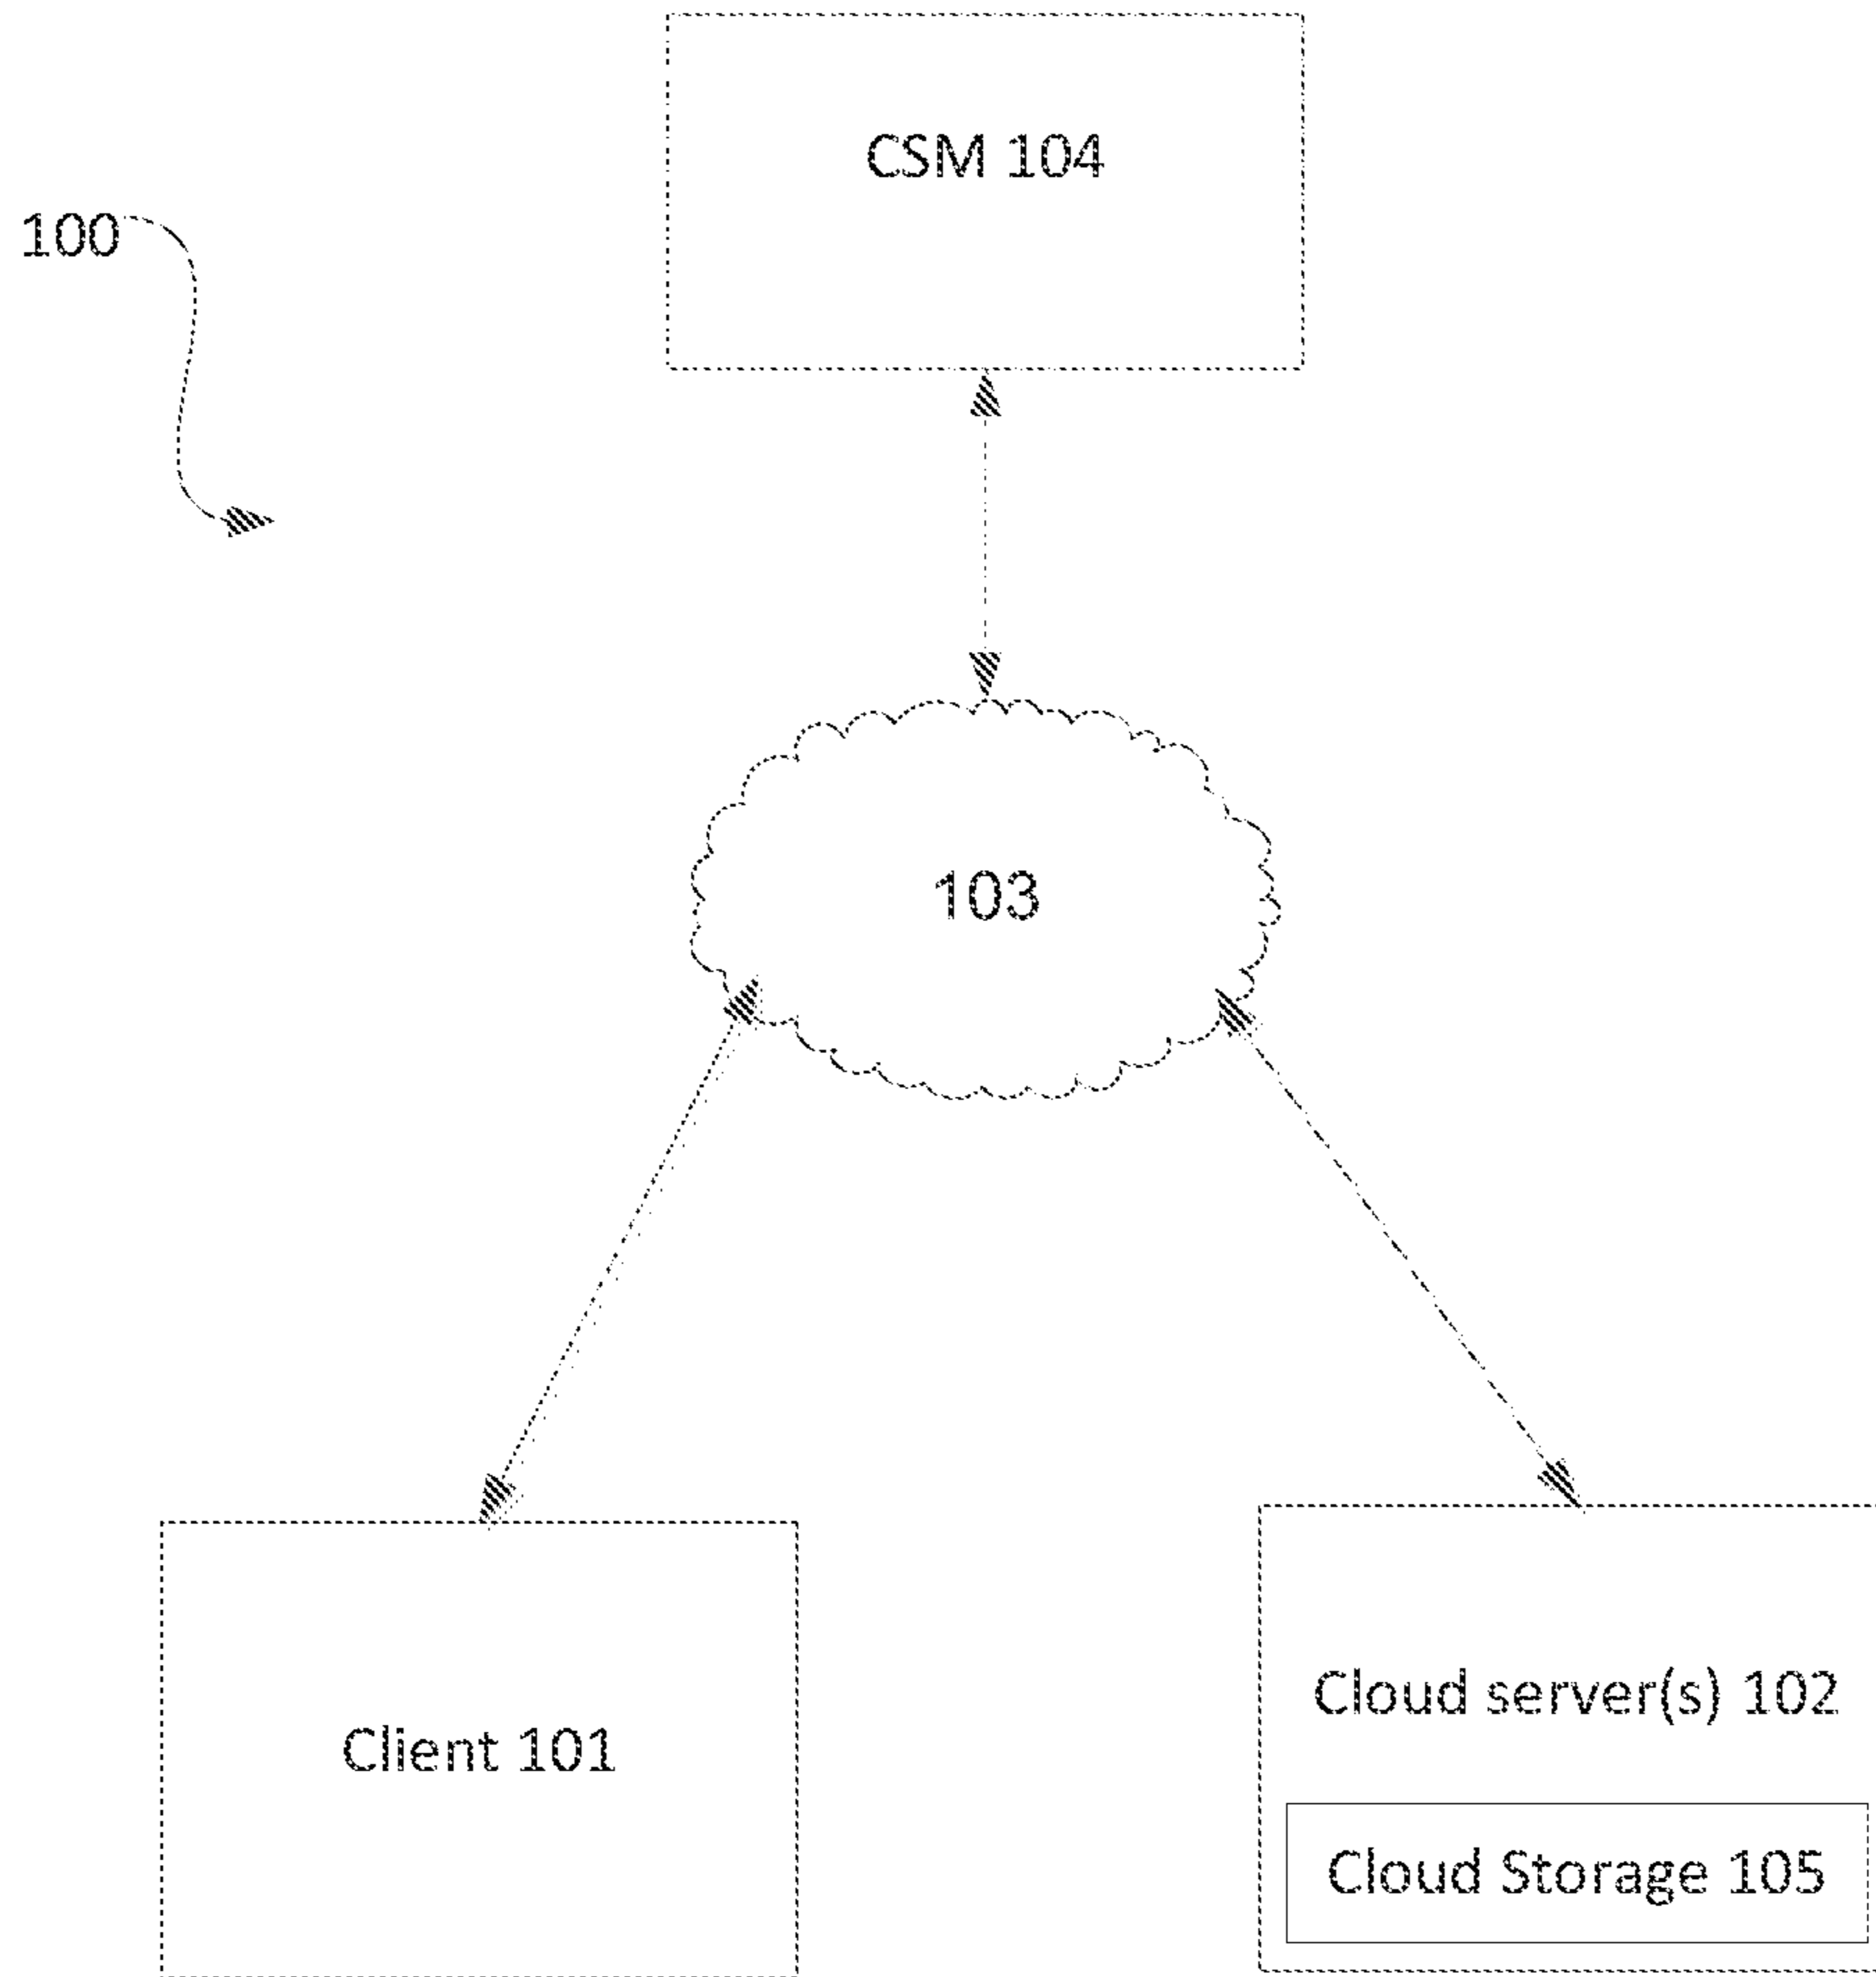 CSM 104
100
103
Cloud server(s) 102
Client 101
Cloud Storage 105